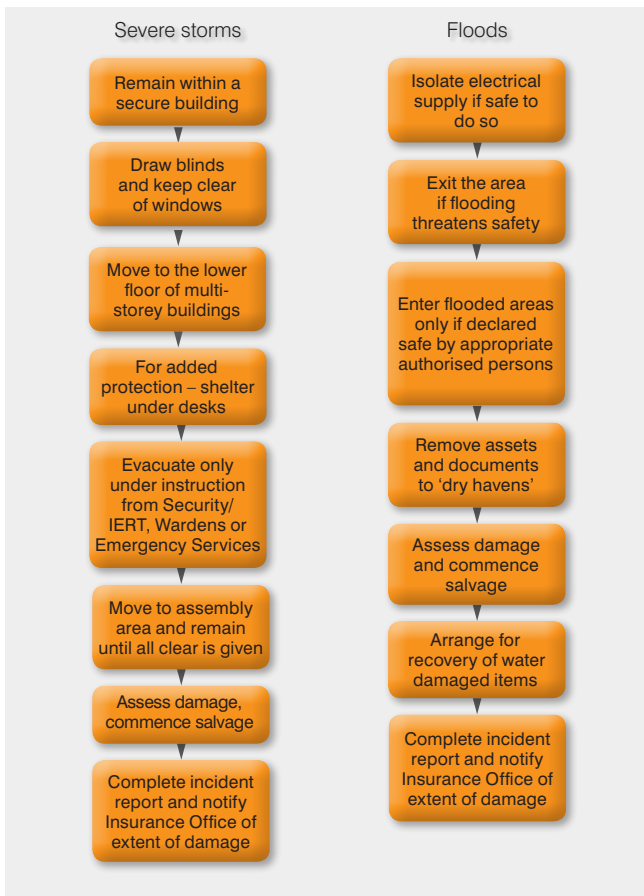 Severe storms
Remain within a
secure building
Draw blinds
and keep clear
of windows
Move to the lower
floor of multi-
storey buildings
For added
protection – shelter
under desks
Evacuate only
under instruction
from Security/
IERT, Wardens or
Emergency Services
Move to assembly
area and remain
until all clear is given
Assess damage,
commence salvage
Complete incident
report and notify
Insurance Office of
extent of damage
Floods
Isolate electrical
supply if safe to
do so
Exit the area
if flooding
threatens safety
Enter flooded areas
only if declared
safe by appropriate
authorised persons
Remove assets
and documents
to ‘dry havens’
Assess damage
and commence
salvage
Arrange for
recovery of water
damaged items
Complete incident
report and notify
Insurance Office of
extent of damage